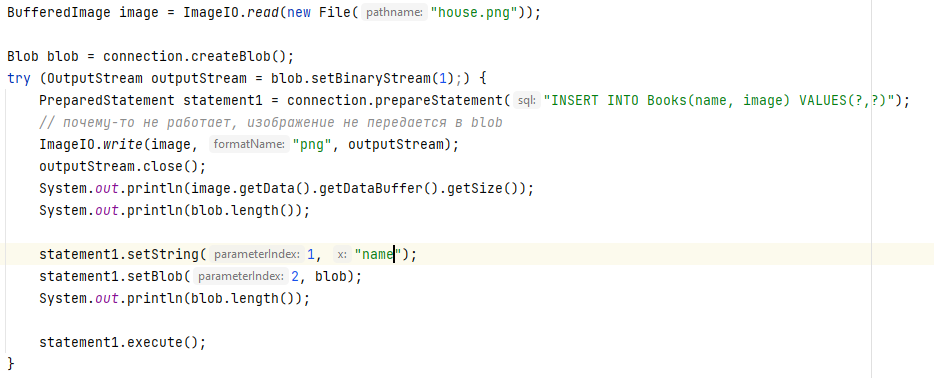 BufferedImage image = ImageIO.read(new File( pathname: "house.png"));
Blob blob = connection.createBlob();
try (OutputStream outputStream = blob.setBinaryStream(1);) {
PreparedStatement statement1 = connection.prepareStatement( sql: "INSERT INTO Books(name, image) VALUES(?,?)");
// почему-то не работает, изображение не передается в blob
ImageIO.write(image, formatName: "png", outputStream);
outputStream.close();
System.out.println(image.getData().getDataBuffer().getSize());
System.out.println(blob.length());
statement1.setString( parameterIndex: 1, x: "name");
statement1.setBlob( parameterIndex: 2, blob);
System.out.println(blob.length());
statement1.execute();
}